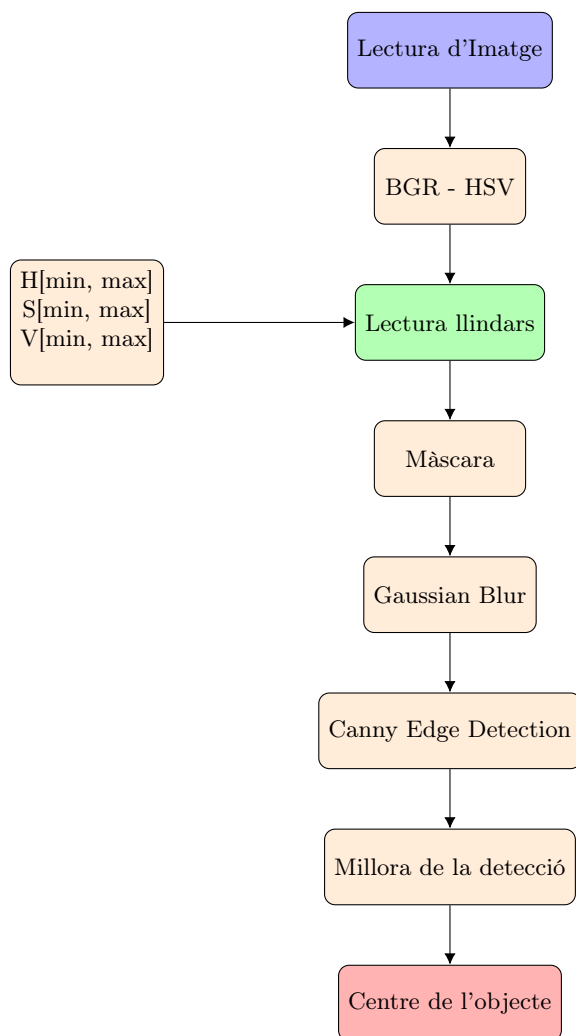 Lectura d'Imatge
BGR - HSV
H[min, max]
S[min, max]
V[min, max]
Lectura llindars
Màscara
Gaussian Blur
Canny Edge Detection
Millora de la detecció
Centre de l'objecte